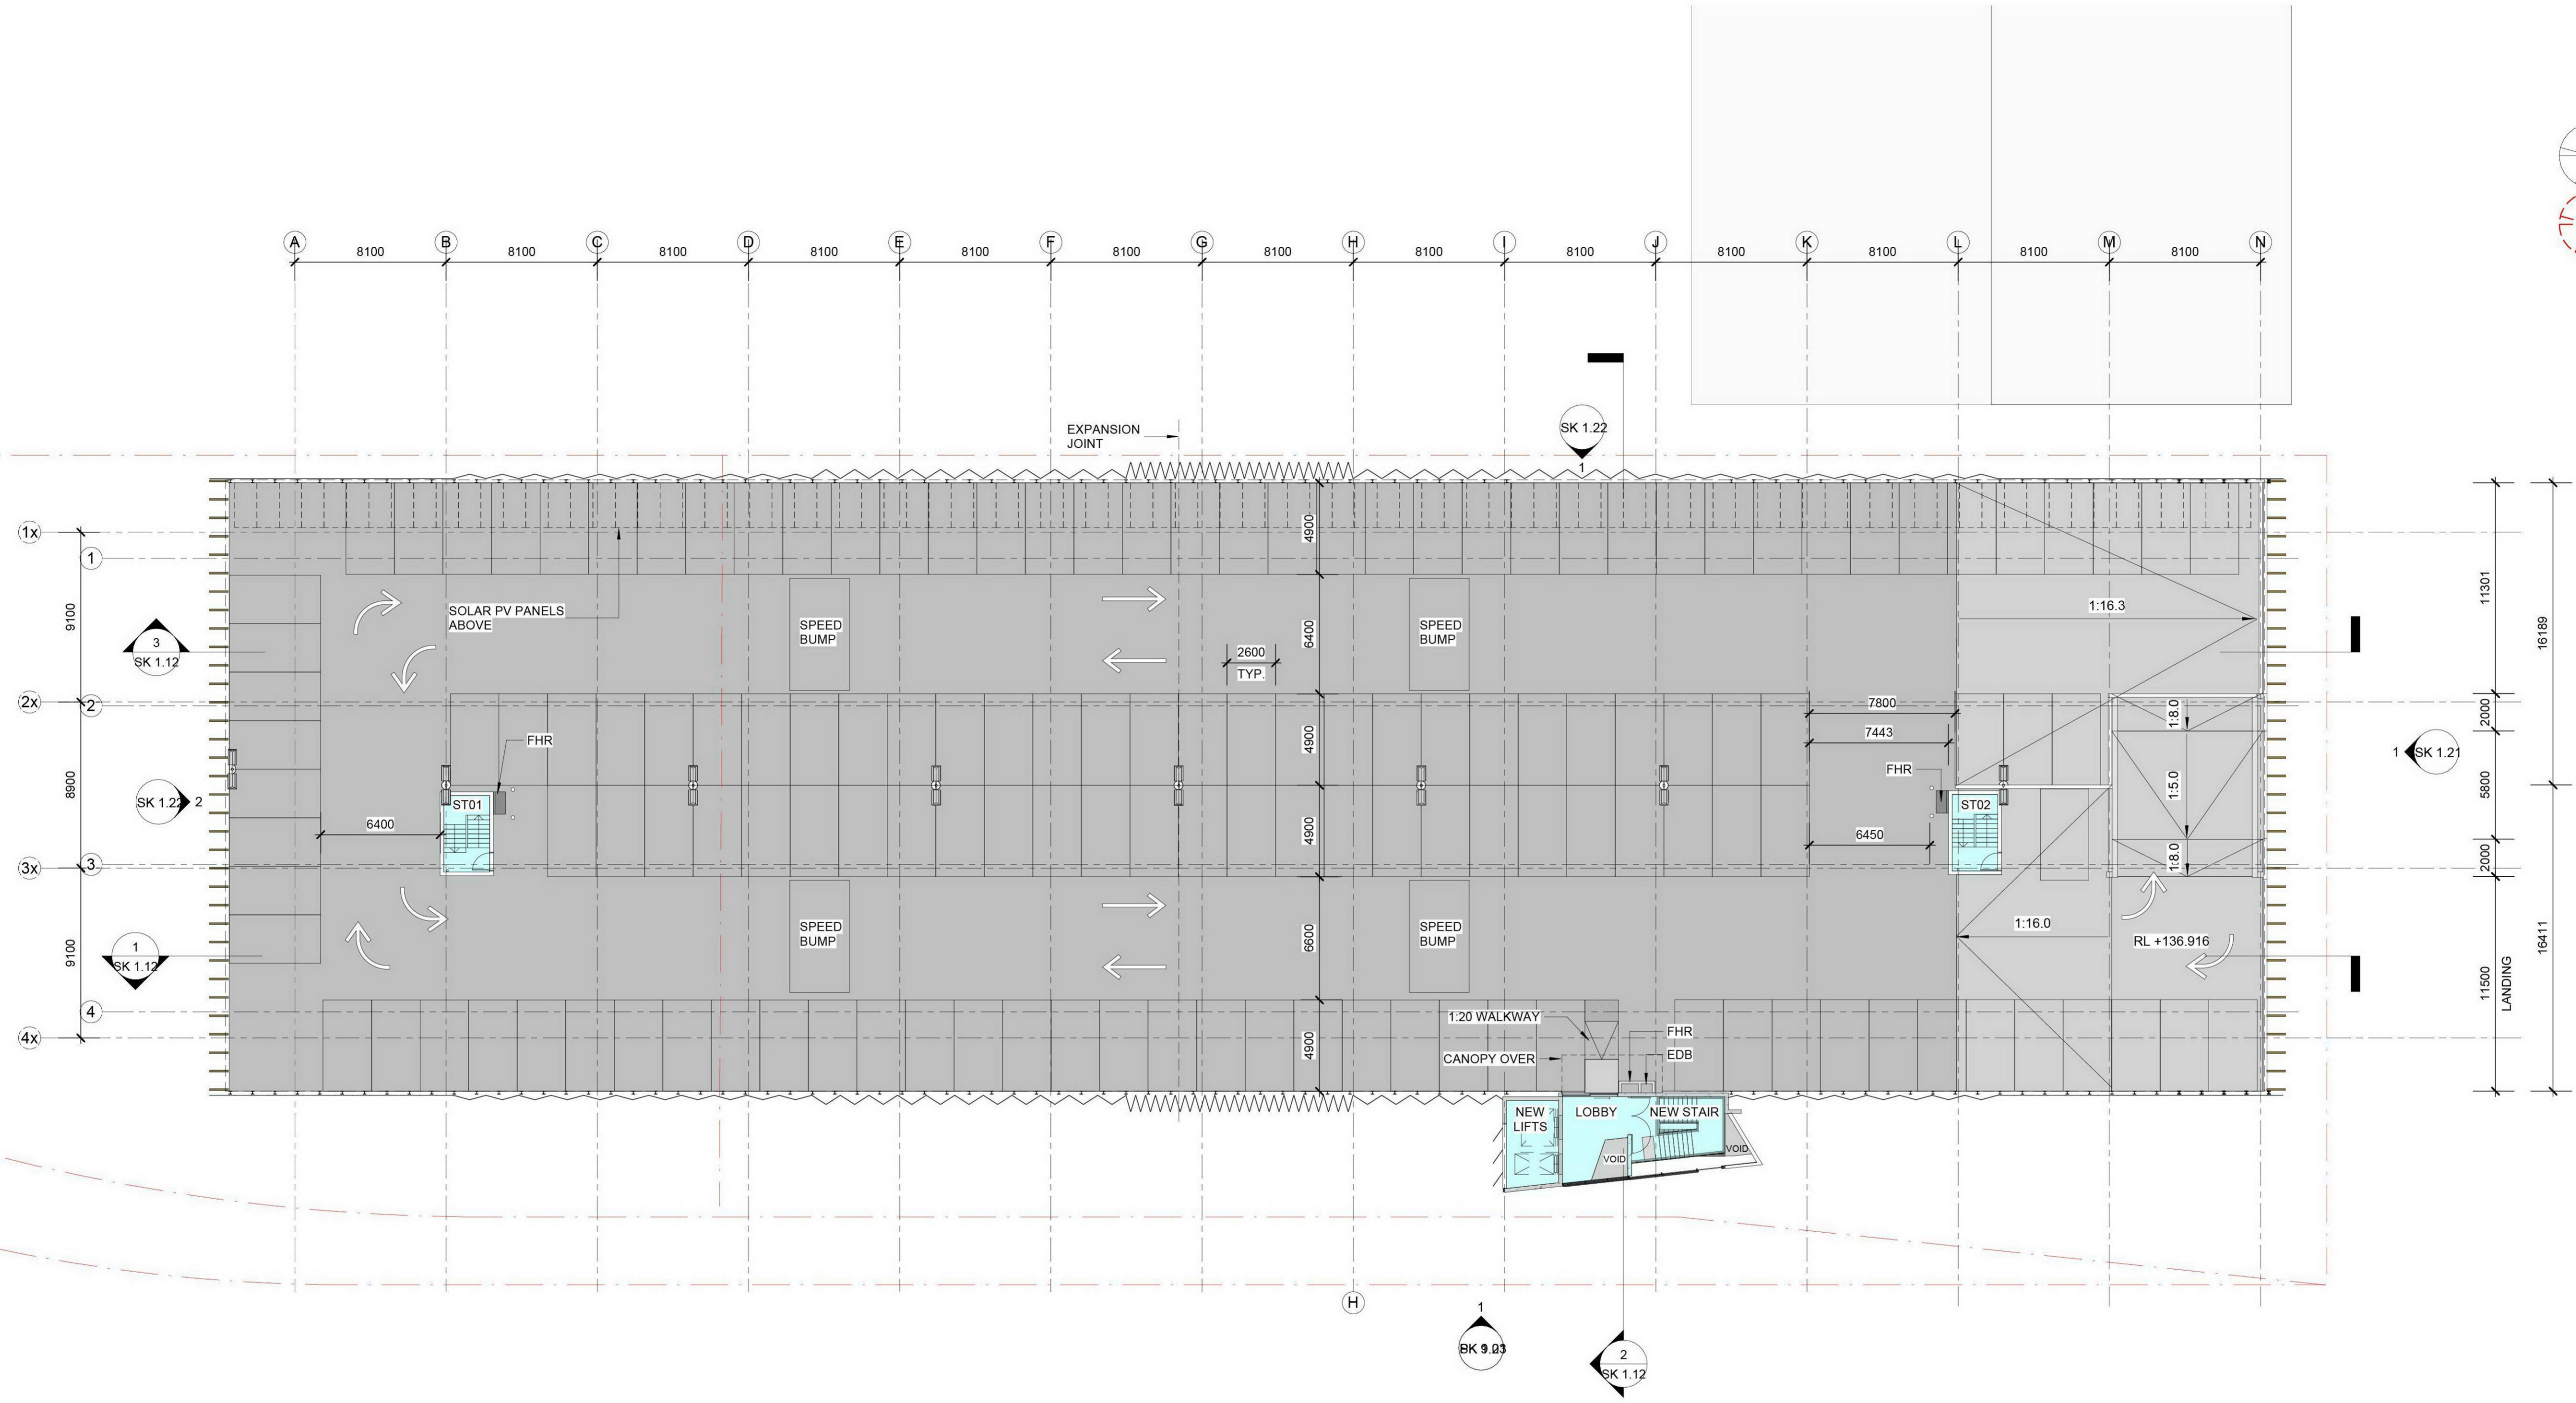 A
B
C
D
E
F
G
H
I
J
K
L
M
N
8100
8100
8100
8100
8100
8100
8100
8100
8100
8100
8100
8100
8100
EXPANSION
JOINT
SK 1.22
1
1x
1
9100
2x
2
8900
3x
3
9100
4
4x
3
SK 1.12
SK 1.22
2
1
SK 1.12
SOLAR PV PANELS
ABOVE
SPEED
BUMP
SPEED
BUMP
SPEED
BUMP
SPEED
BUMP
4900
6400
4900
4900
6600
4900
2600
TYP.
FHR
ST01
6400
7800
7443
FHR
ST02
6450
1:16.3
1:8.0
1:5.0
1:8.0
1:16.0
RL +136.916
11301
2000
5800
2000
11500
LANDING
16189
16411
1
SK 1.21
1:20 WALKWAY
CANOPY OVER
FHR
EDB
NEW
LIFTS
LOBBY
NEW STAIR
VOID
VOID
H
1
2
SK 1.12